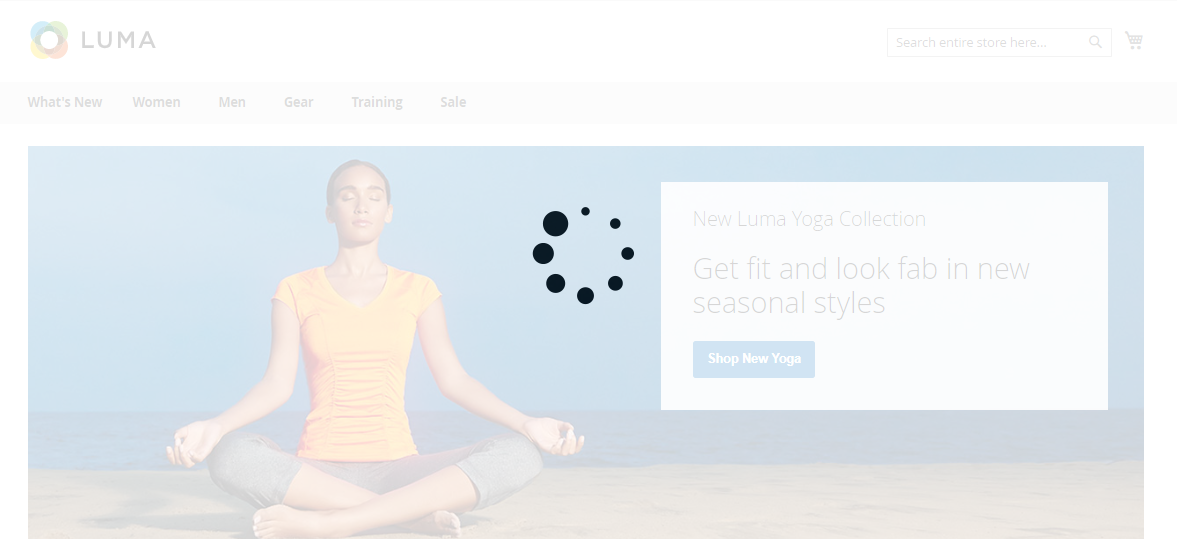 LUMA
Search entire store here...
What's New Women Men Gear Training Sale
New Luma Yoga Collection
Get fit and look fab in new
seasonal styles
Shop New Yoga